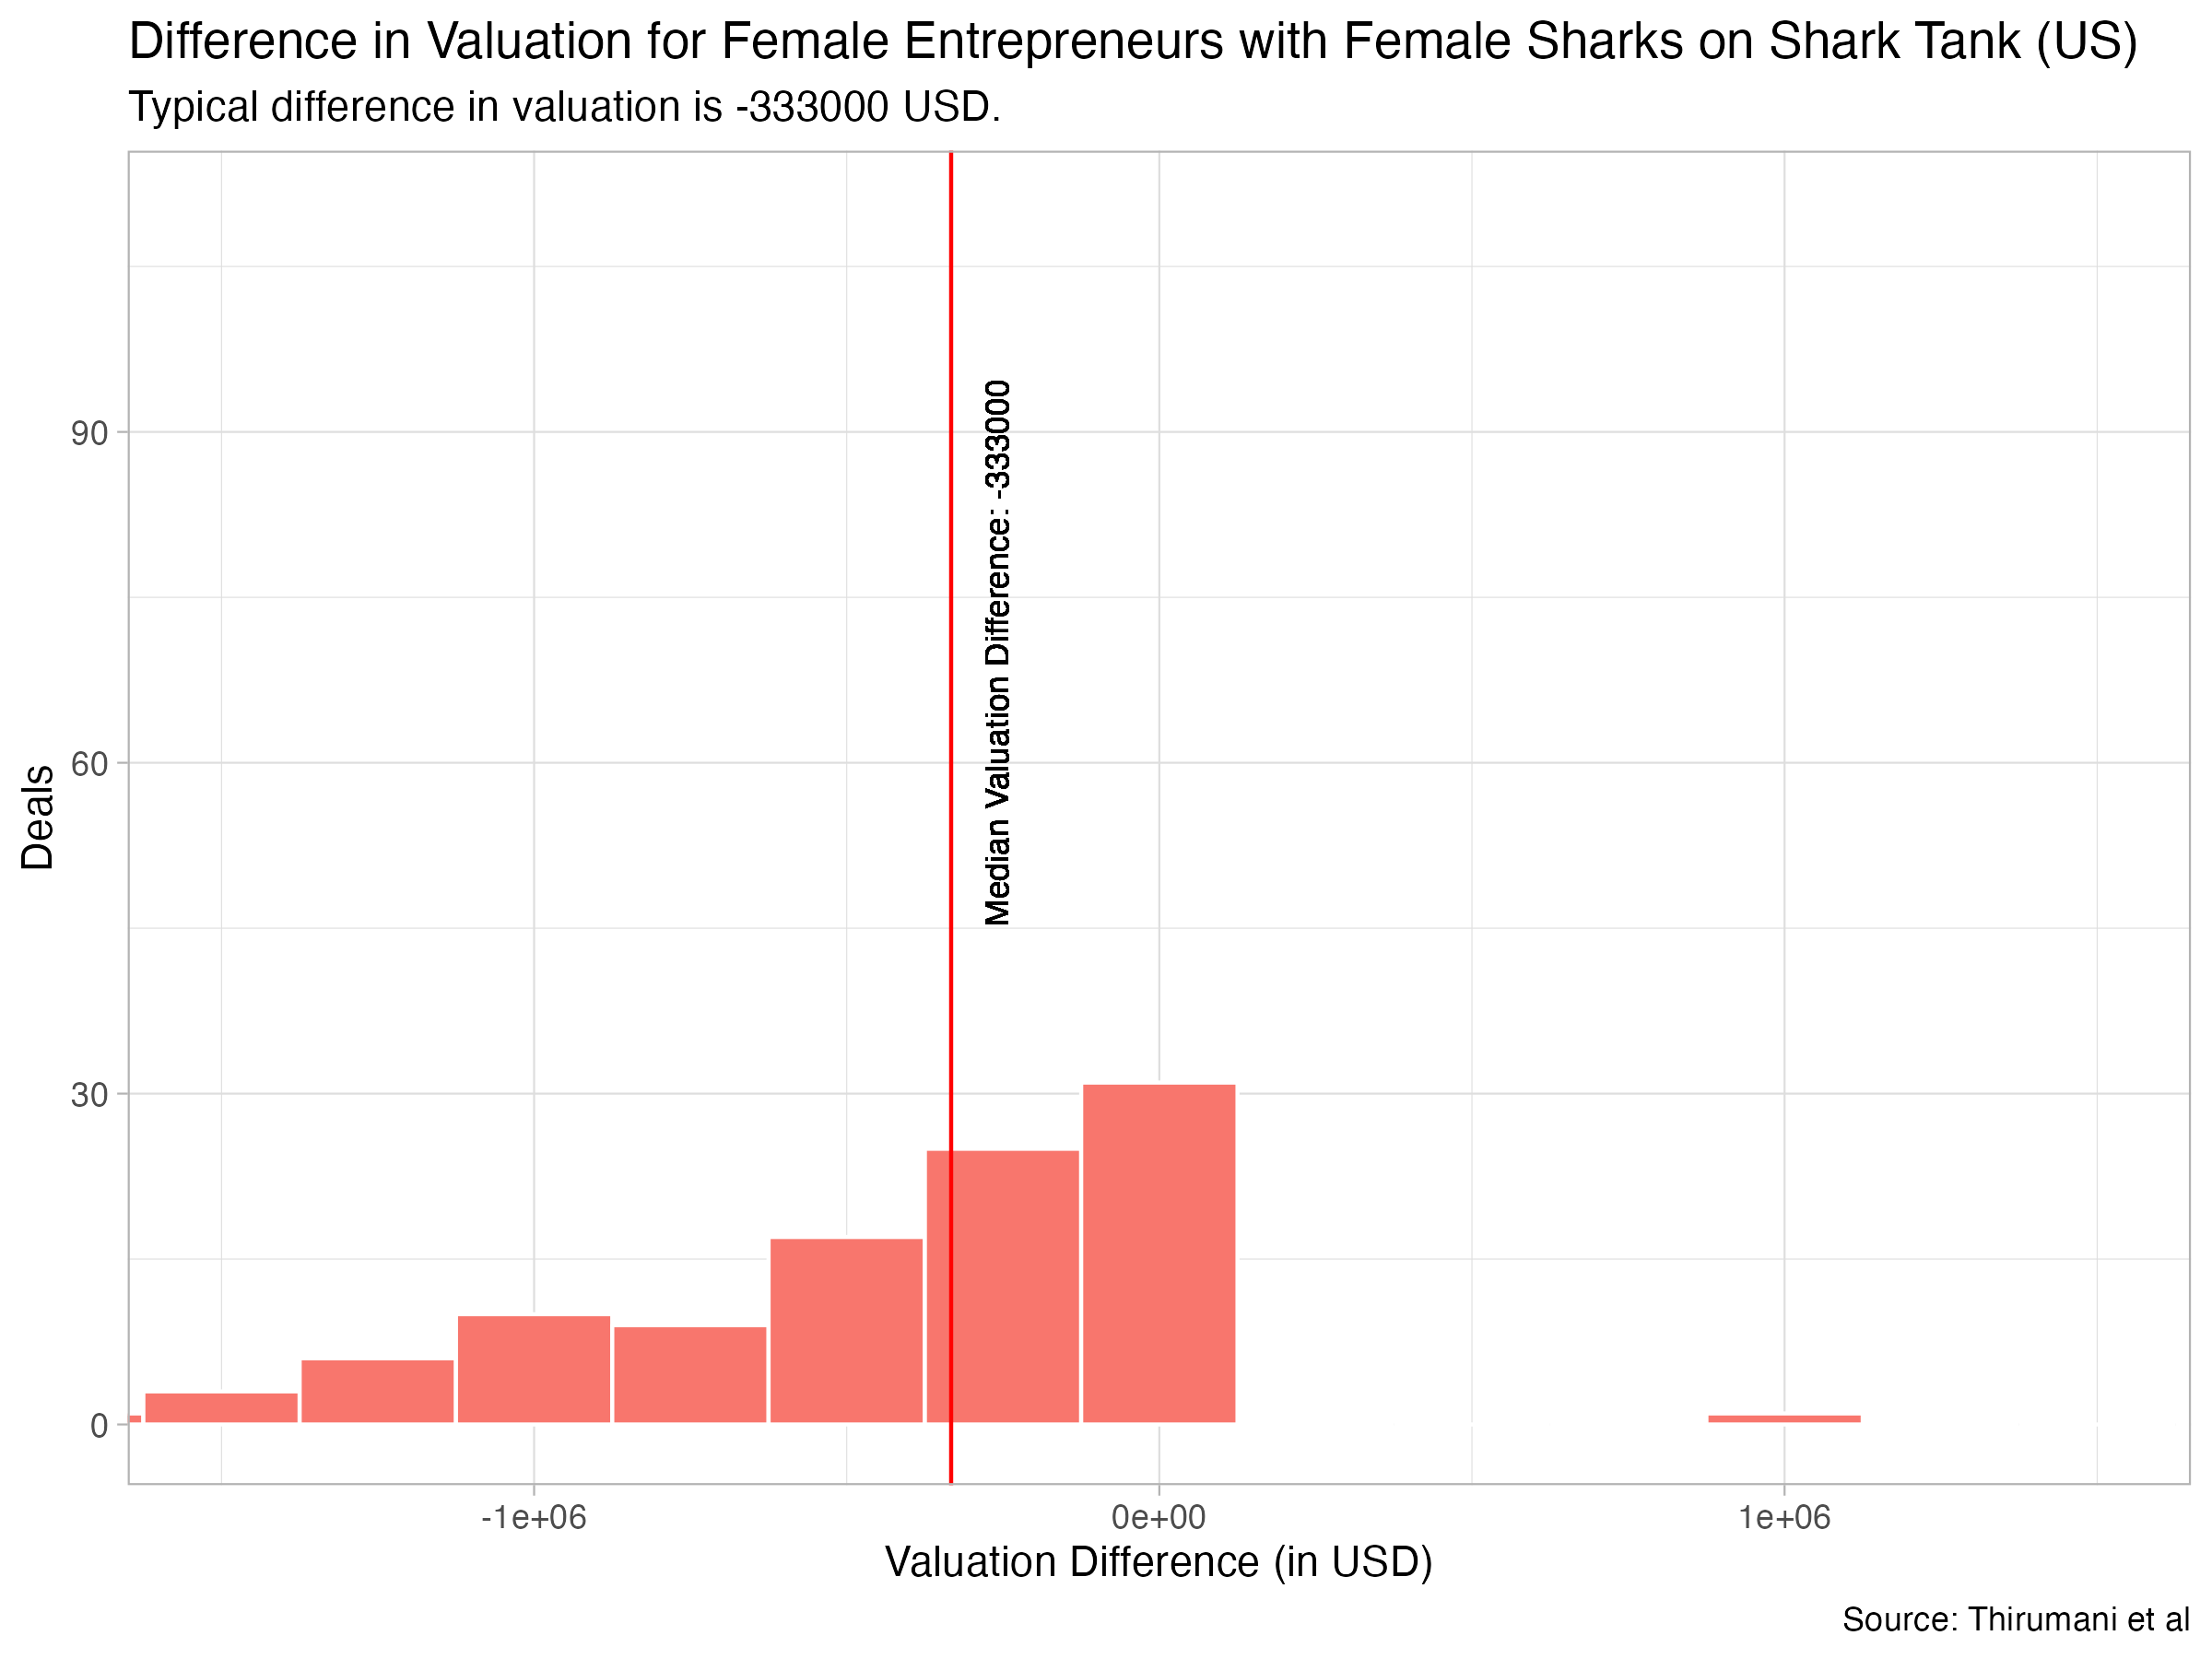 Difference in Valuation for Female Entrepreneurs with Female Sharks on Shark Tank (US)
Typical difference in valuation is -333000 USD.
Median Valuation Difference: -333000
Deals
90
60
30
0
-1e+06
0e+00
1e+06
Valuation Difference (in USD)
Source: Thirumani et al